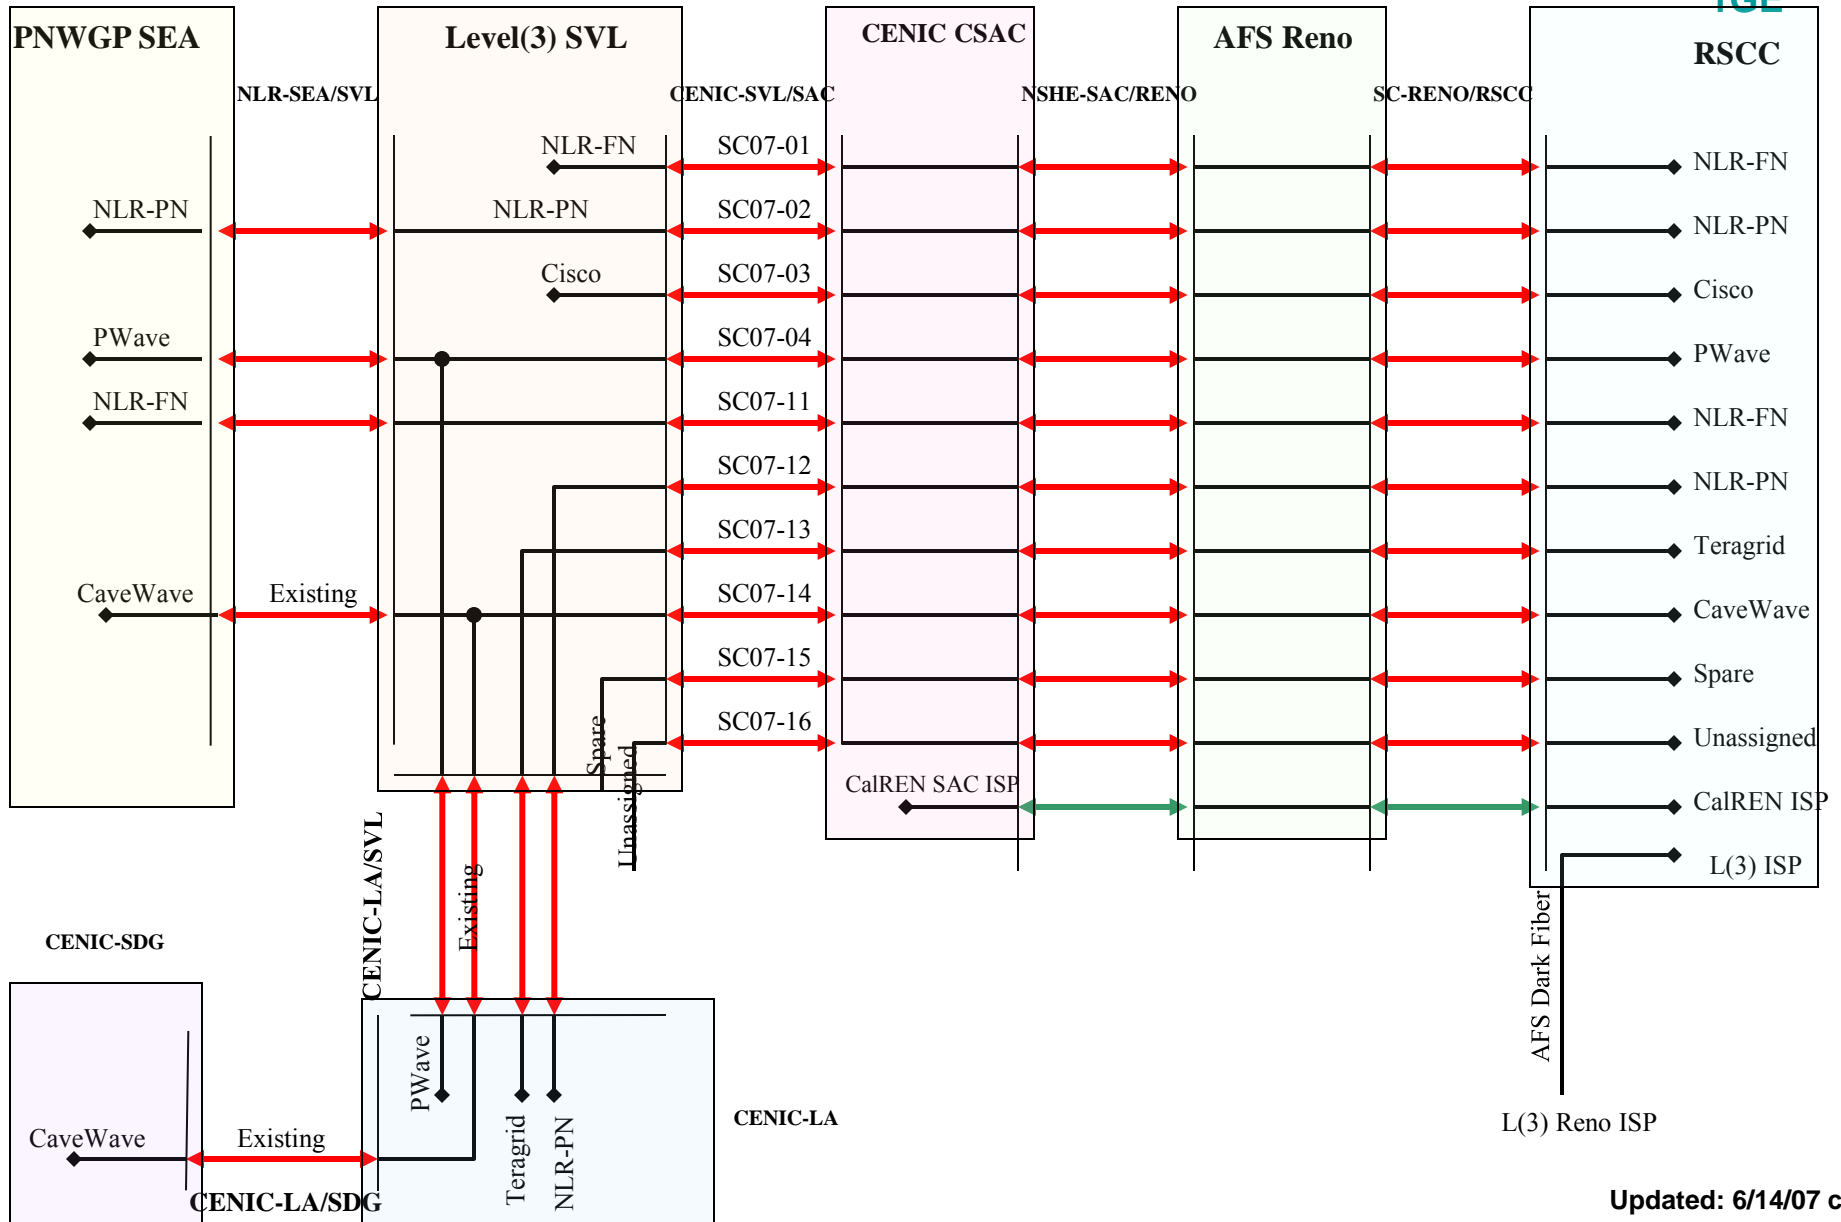 1GE
PNWGP SEA
Level(3) SVL
CENIC CSAC
AFS Reno
RSCC
NLR-SEA/SVL
CENIC-SVL/SAC
NSHE-SAC/RENO
SC-RENO/RSCC
NLR-FN
SC07-01
NLR-FN
NLR-PN
NLR-PN
SC07-02
NLR-PN
Cisco
SC07-03
Cisco
PWave
SC07-04
PWave
NLR-FN
SC07-11
NLR-FN
SC07-12
NLR-PN
SC07-13
Teragrid
CaveWave
Existing
SC07-14
CaveWave
SC07-15
Spare
Spare
SC07-16
Unassigned
Unassigned
CalREN SAC ISP
CalREN ISP
L(3) ISP
CENIC-LA/SVL
Existing
AFS Dark Fiber
CENIC-SDG
PWave
Teragrid
NLR-PN
CENIC-LA
L(3) Reno ISP
CaveWave
Existing
CENIC-LA/SDG
Updated: 6/14/07 c